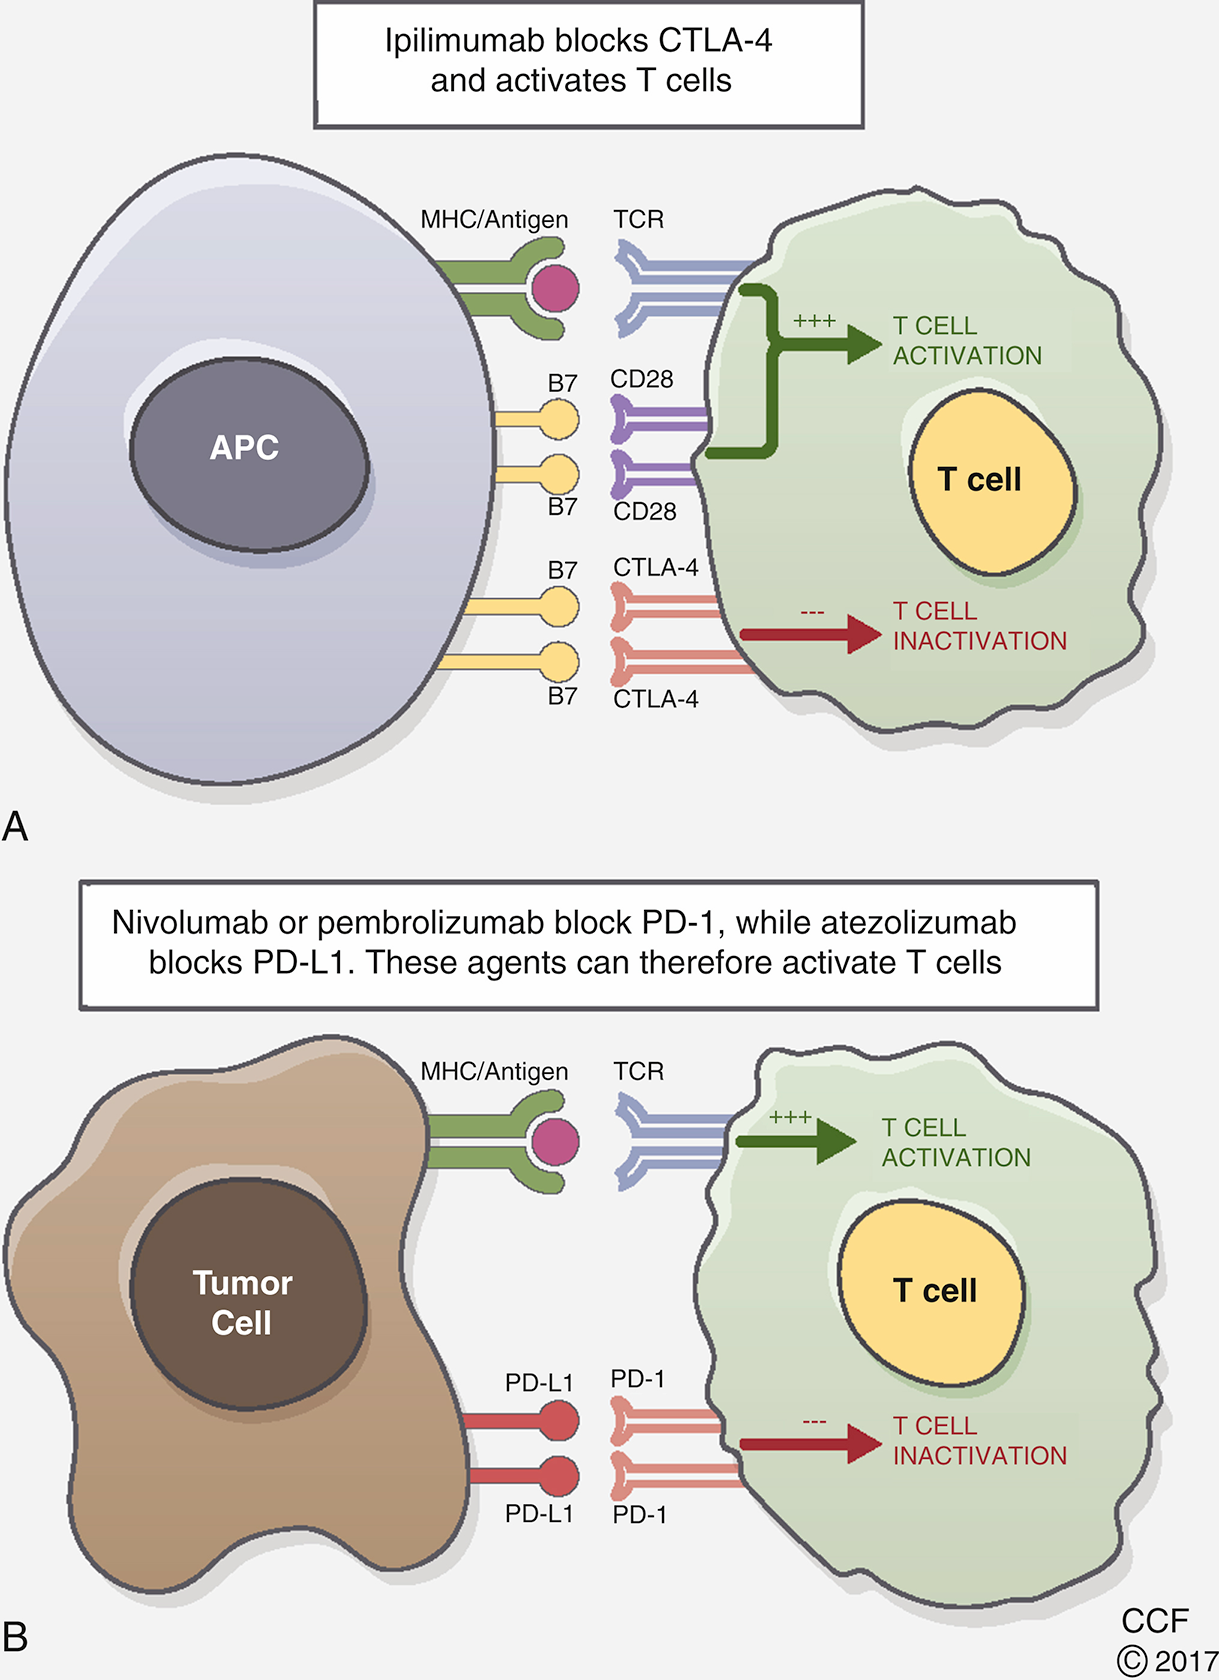 Ipilimumab blocks CTLA-4
and activates T cells
MHC/Antigen
TCR
+++
T CELL
ACTIVATION
B7
CD28
APC
T cell
B7
CD28
B7
CTLA-4
---
T CELL
INACTIVATION
B7
CTLA-4
A
Nivolumab or pembrolizumab block PD-1, while atezolizumab
blocks PD-L1. These agents can therefore activate T cells
MHC/Antigen
TCR
+++
T CELL
ACTIVATION
Tumor
Cell
T cell
PD-L1
PD-1
---
T CELL
INACTIVATION
PD-L1
PD-1
B
CCF
© 2017